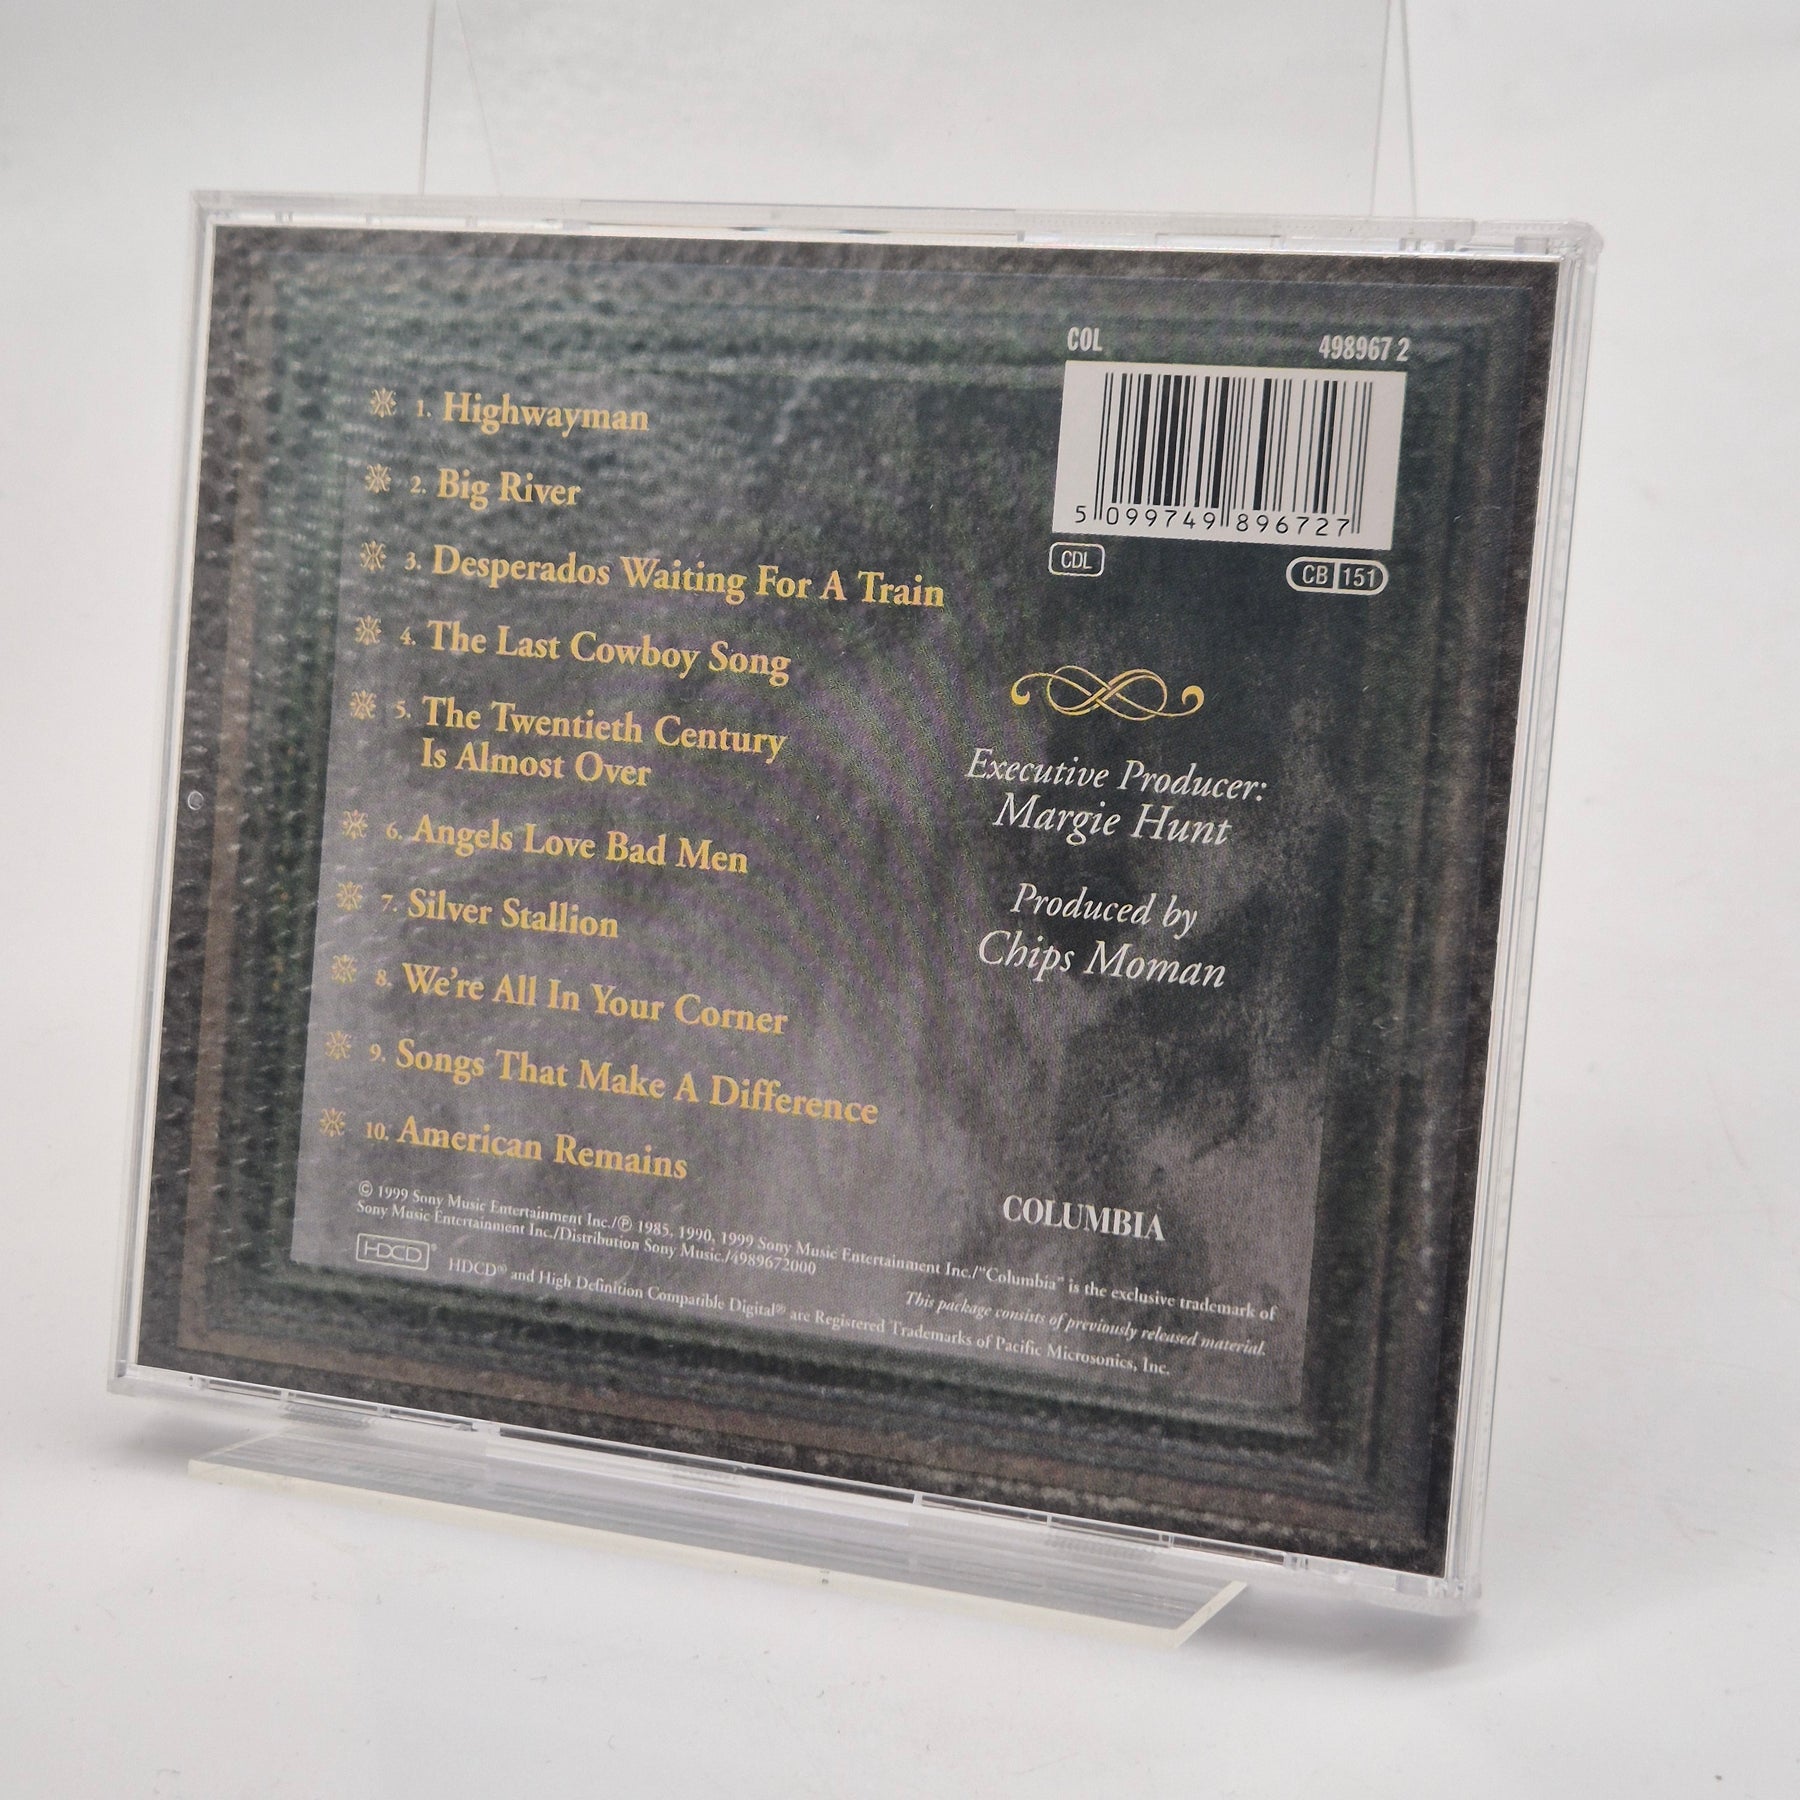 COL 498967 2
5 099749 896727
CDL CB 151
1. Highwayman
2. Big River
3. Desperados Waiting For A Train
4. The Last Cowboy Song
5. The Twentieth Century
Is Almost Over
6. Angels Love Bad Men
7. Silver Stallion
8. We're All In Your Corner
9. Songs That Make A Difference
10. American Remains
Executive Producer:
Margie Hunt
Produced by
Chips Moman
COLUMBIA
© 1999 Sony Music Entertainment Inc./℗ 1985, 1990, 1999 Sony Music Entertainment Inc./"Columbia" is the exclusive trademark of
Sony Music Entertainment Inc./Distribution Sony Music./4989672000
This package consists of previously released material.
HDCD® HDCD® and High Definition Compatible Digital® are Registered Trademarks of Pacific Microsonics, Inc.